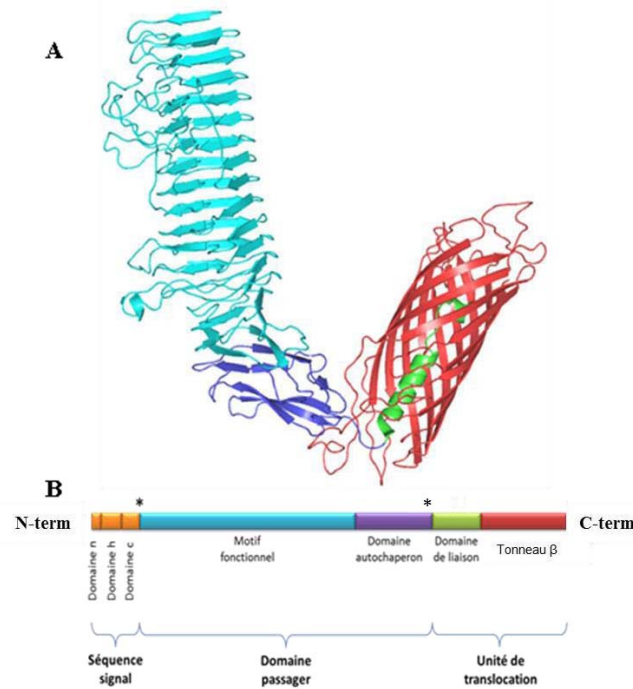 A
B
* *
N-term C-term
Domaine n
Domaine h
Domaine c
Motif
fonctionnel
Domaine
autochaperon
Domaine
de liaison
Tonneau β
Séquence
signal
Domaine
passager
Unité de
translocation